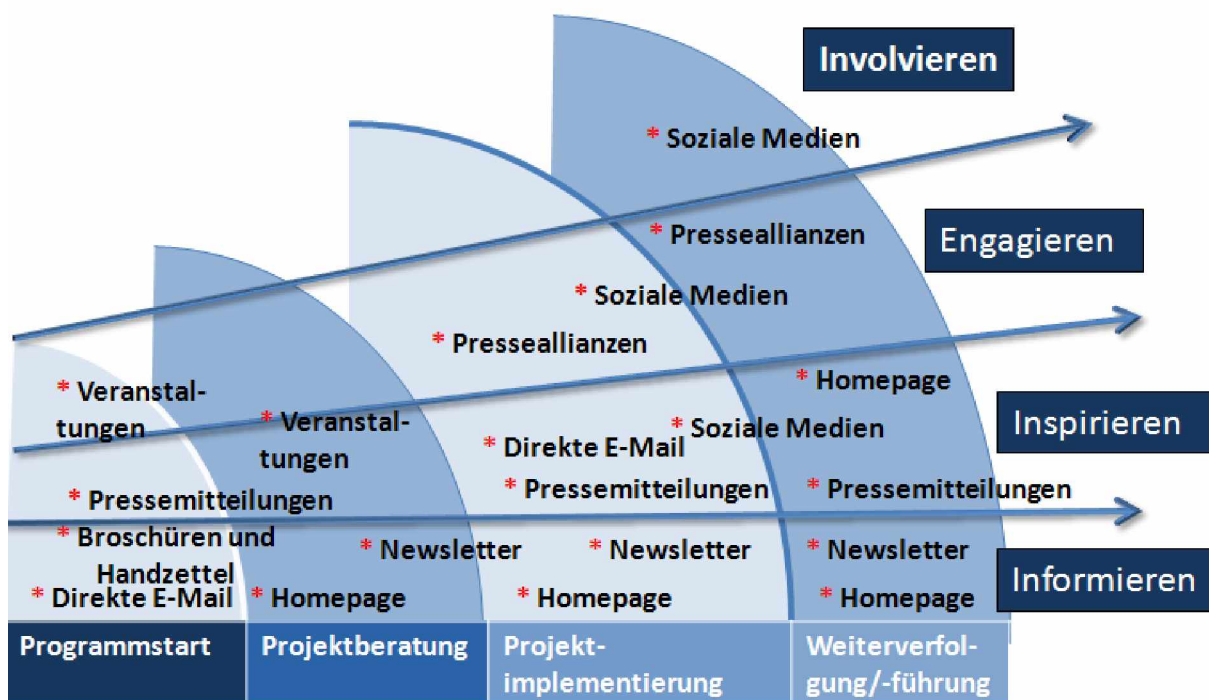 Involvieren
* Soziale Medien
* Presseallianzen
Engagieren
* Soziale Medien
* Presseallianzen
* Homepage
* Veranstal-
tungen
* Veranstal-
tungen
* Soziale Medien
Inspirieren
* Direkte E-Mail
* Pressemitteilungen
* Pressemitteilungen
* Pressemitteilungen
* Broschüren und
Handzettel
* Newsletter
* Newsletter
* Newsletter
Informieren
* Direkte E-Mail
* Homepage
* Homepage
* Homepage
Programmstart
Projektberatung
Projekt-
implementierung
Weiterverfol-
gung/-führung